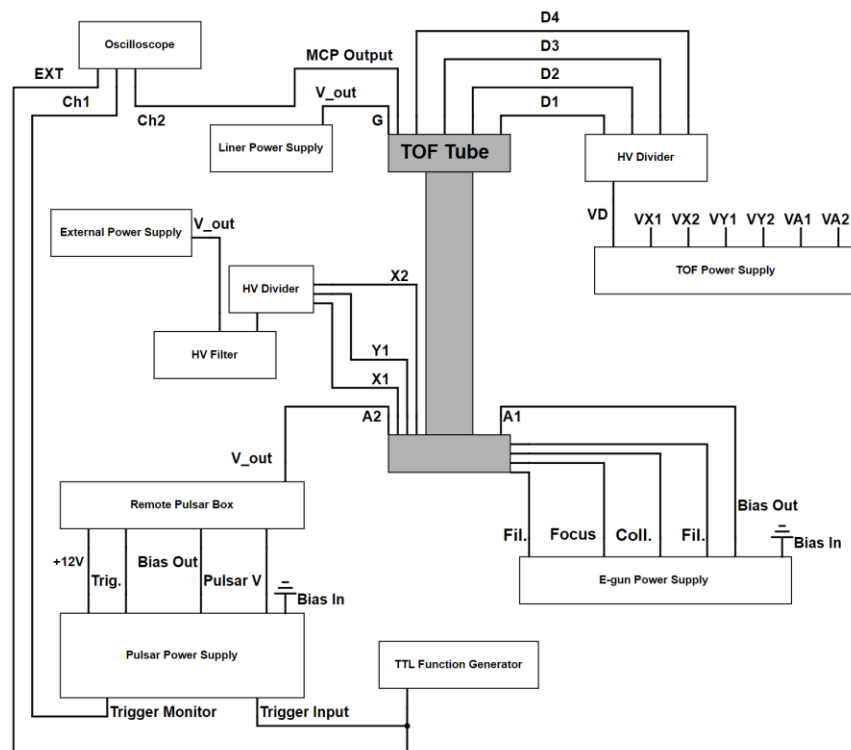 D4
Oscilloscope
D3
MCP Output
EXT
D2
V_out
Ch1
D1
Ch2
G
Liner Power Supply
TOF Tube
HV Divider
VD
VX1
VX2
VY1
VY2
VA1
VA2
External Power Supply
V_out
TOF Power Supply
X2
HV Divider
Y1
HV Filter
X1
A2
A1
V_out
Remote Pulsar Box
Bias Out
Fil.
Focus
Coll.
Fil.
Bias In
+12V
Trig.
Bias Out
Pulsar V
E-gun Power Supply
Bias In
Pulsar Power Supply
TTL Function Generator
Trigger Monitor
Trigger Input